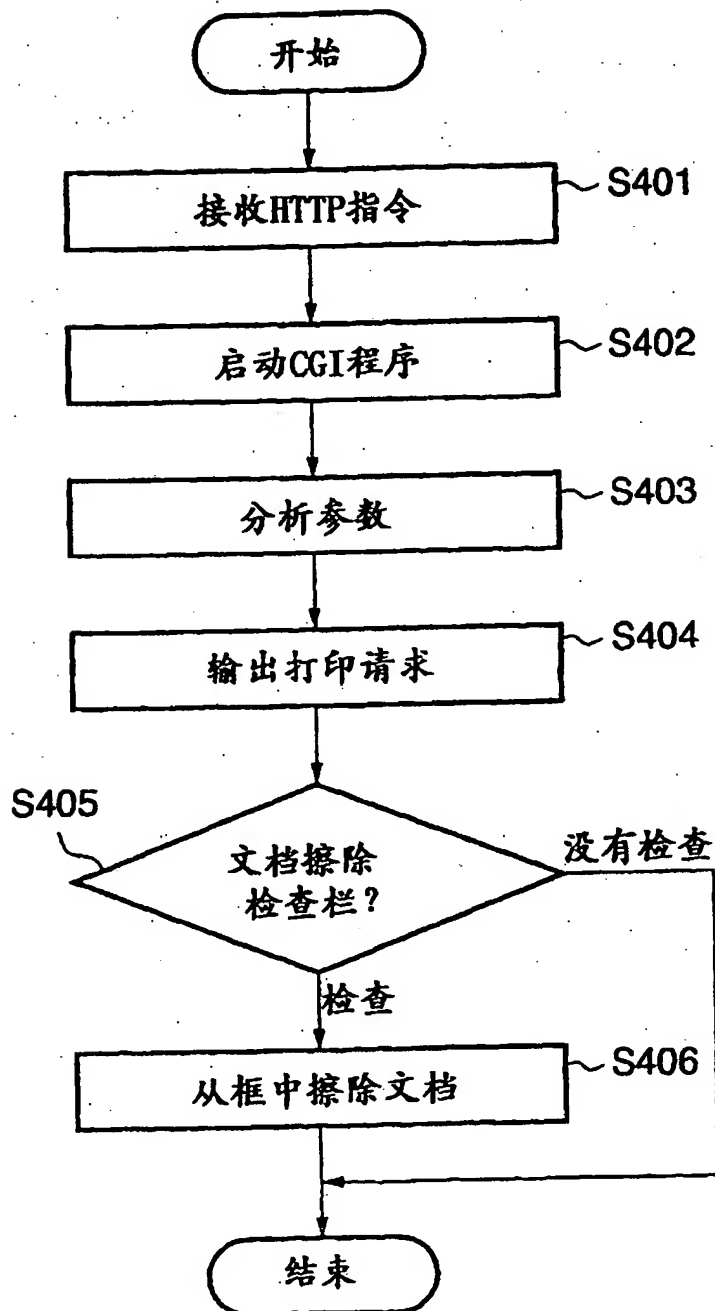 开始
接收HTTP指令
S401
启动CGI程序
S402
分析参数
S403
输出打印请求
S404
S405
文档擦除
检查栏?
没有检查
检查
从框中擦除文档
S406
结束